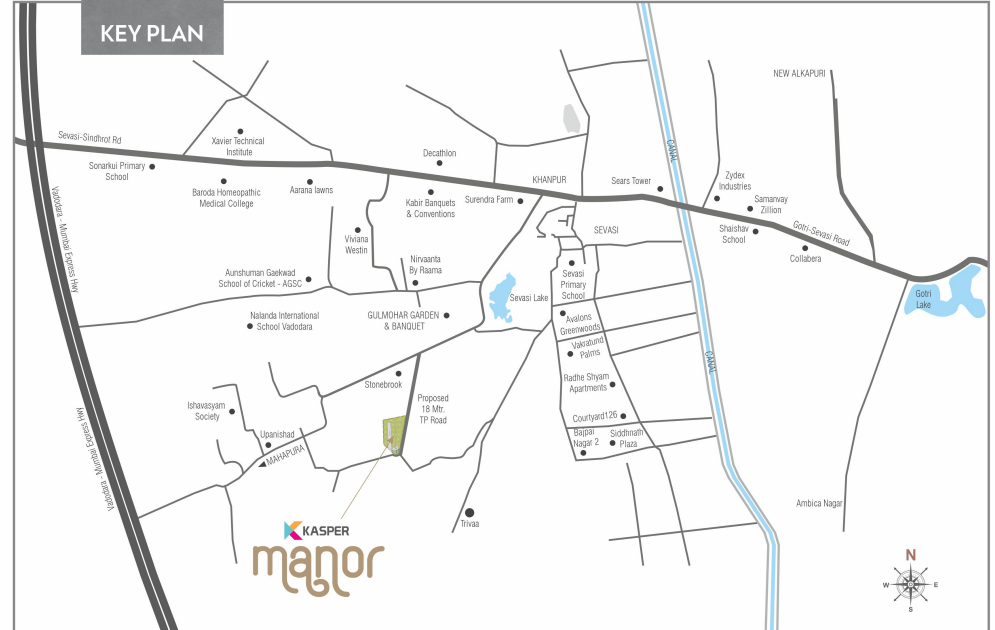 KEY PLAN
NEW ALKAPURI
Sevasi-Sindhrot Rd
Xavier Technical
Institute
Sonarkui Primary
School
Decathlon
Baroda Homeopathic
Medical College
Aarana lawns
KHANPUR
Sears Tower
CANAL
Zydex
Industries
Kabir Banquets
& Conventions
Surendra Farm
Samanvay
Zillion
Vadodara - Mumbai Express Hwy
Viviana
Westin
SEVASI
Shaishav
School
Gotri-Sevasi Road
Collabera
Nirvaanta
By Raama
Aunshuman Gaekwad
School of Cricket - AGSC
Sevasi
Primary
School
Sevasi Lake
Gotri
Lake
Nalanda International
School Vadodara
GULMOHAR GARDEN
& BANQUET
Avalons
Greenwoods
Vakratund
Palms
CANAL
Stonebrook
Radhe Shyam
Apartments
Proposed
18 Mtr.
TP Road
Ishavasyam
Society
Courtyard126
Vadodara - Mumbai Express Hwy
Upanishad
MAHAPURA
Bajpai
Nagar 2
Siddhnath
Plaza
Ambica Nagar
Trivaa
KASPER
manor
N
W
E
S